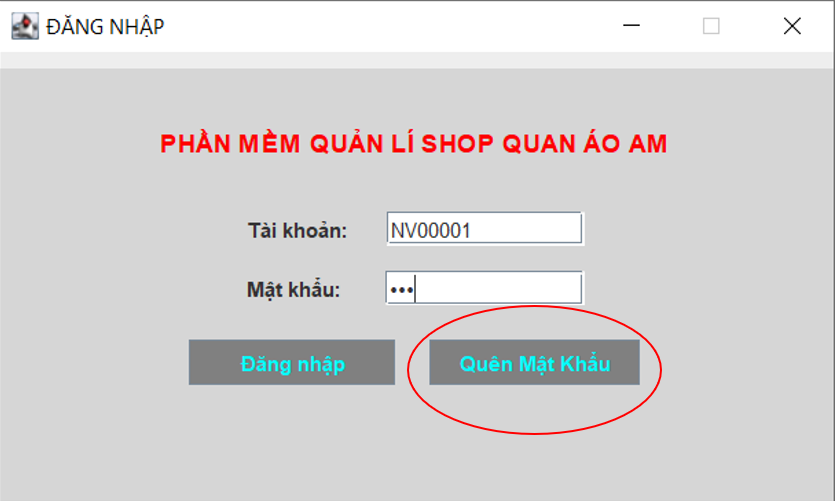 ĐĂNG NHẬP
PHẦN MỀM QUẢN LÍ SHOP QUAN ÁO AM
Tài khoản: NV00001
Mật khẩu: •••
Đăng nhập Quên Mật Khẩu